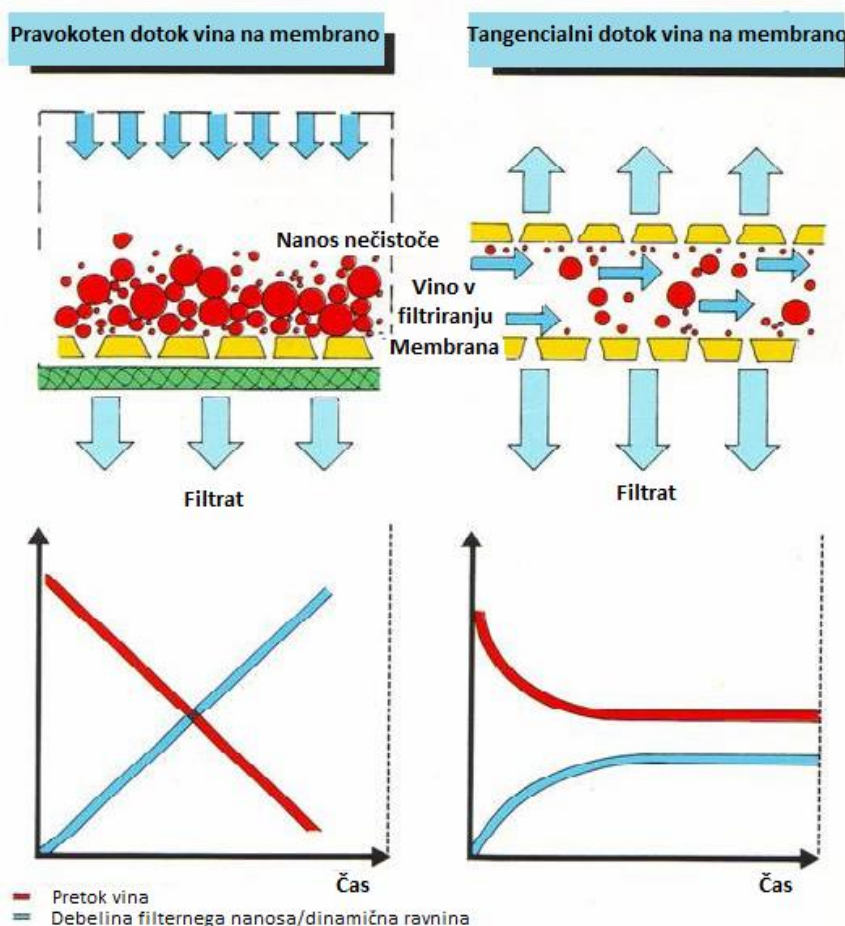 Pravokoten dotok vina na membrano
Tangencialni dotok vina na membrano
Nanos nečistoče
Vino v
filtriranju
Membrana
Filtrat
Filtrat
Čas
Čas
Pretok vina
Debelina filternega nanosa/dinamična ravnina